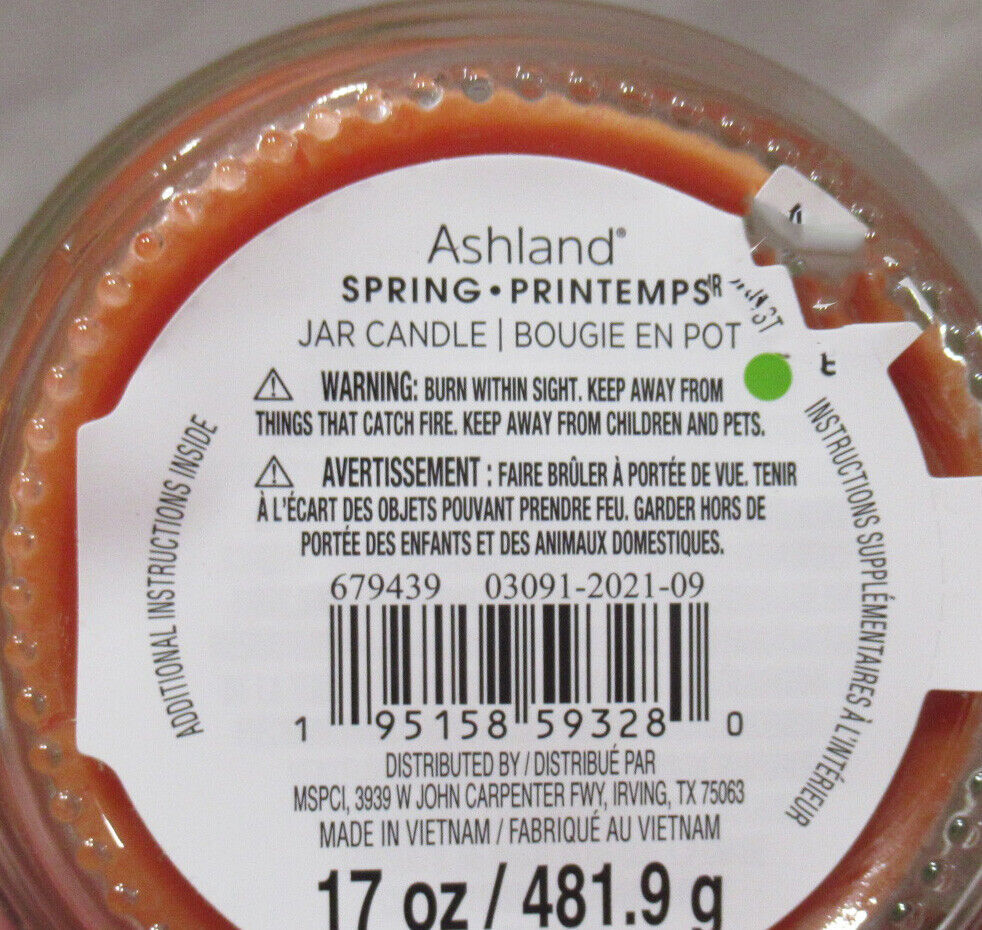 Ashland®
SPRING • PRINTEMPS
JAR CANDLE | BOUGIE EN POT
⚠ WARNING: BURN WITHIN SIGHT. KEEP AWAY FROM
THINGS THAT CATCH FIRE. KEEP AWAY FROM CHILDREN AND PETS.
⚠ AVERTISSEMENT : FAIRE BRÛLER À PORTÉE DE VUE. TENIR
À L'ÉCART DES OBJETS POUVANT PRENDRE FEU. GARDER HORS DE
PORTÉE DES ENFANTS ET DES ANIMAUX DOMESTIQUES.
ADDITIONAL INSTRUCTIONS INSIDE
INSTRUCTIONS SUPPLÉMENTAIRES À L'INTÉRIEUR
679439 03091-2021-09
1 95158 59328 0
DISTRIBUTED BY / DISTRIBUÉ PAR
MSPCI, 3939 W JOHN CARPENTER FWY, IRVING, TX 75063
MADE IN VIETNAM / FABRIQUÉ AU VIETNAM
17 oz / 481.9 g